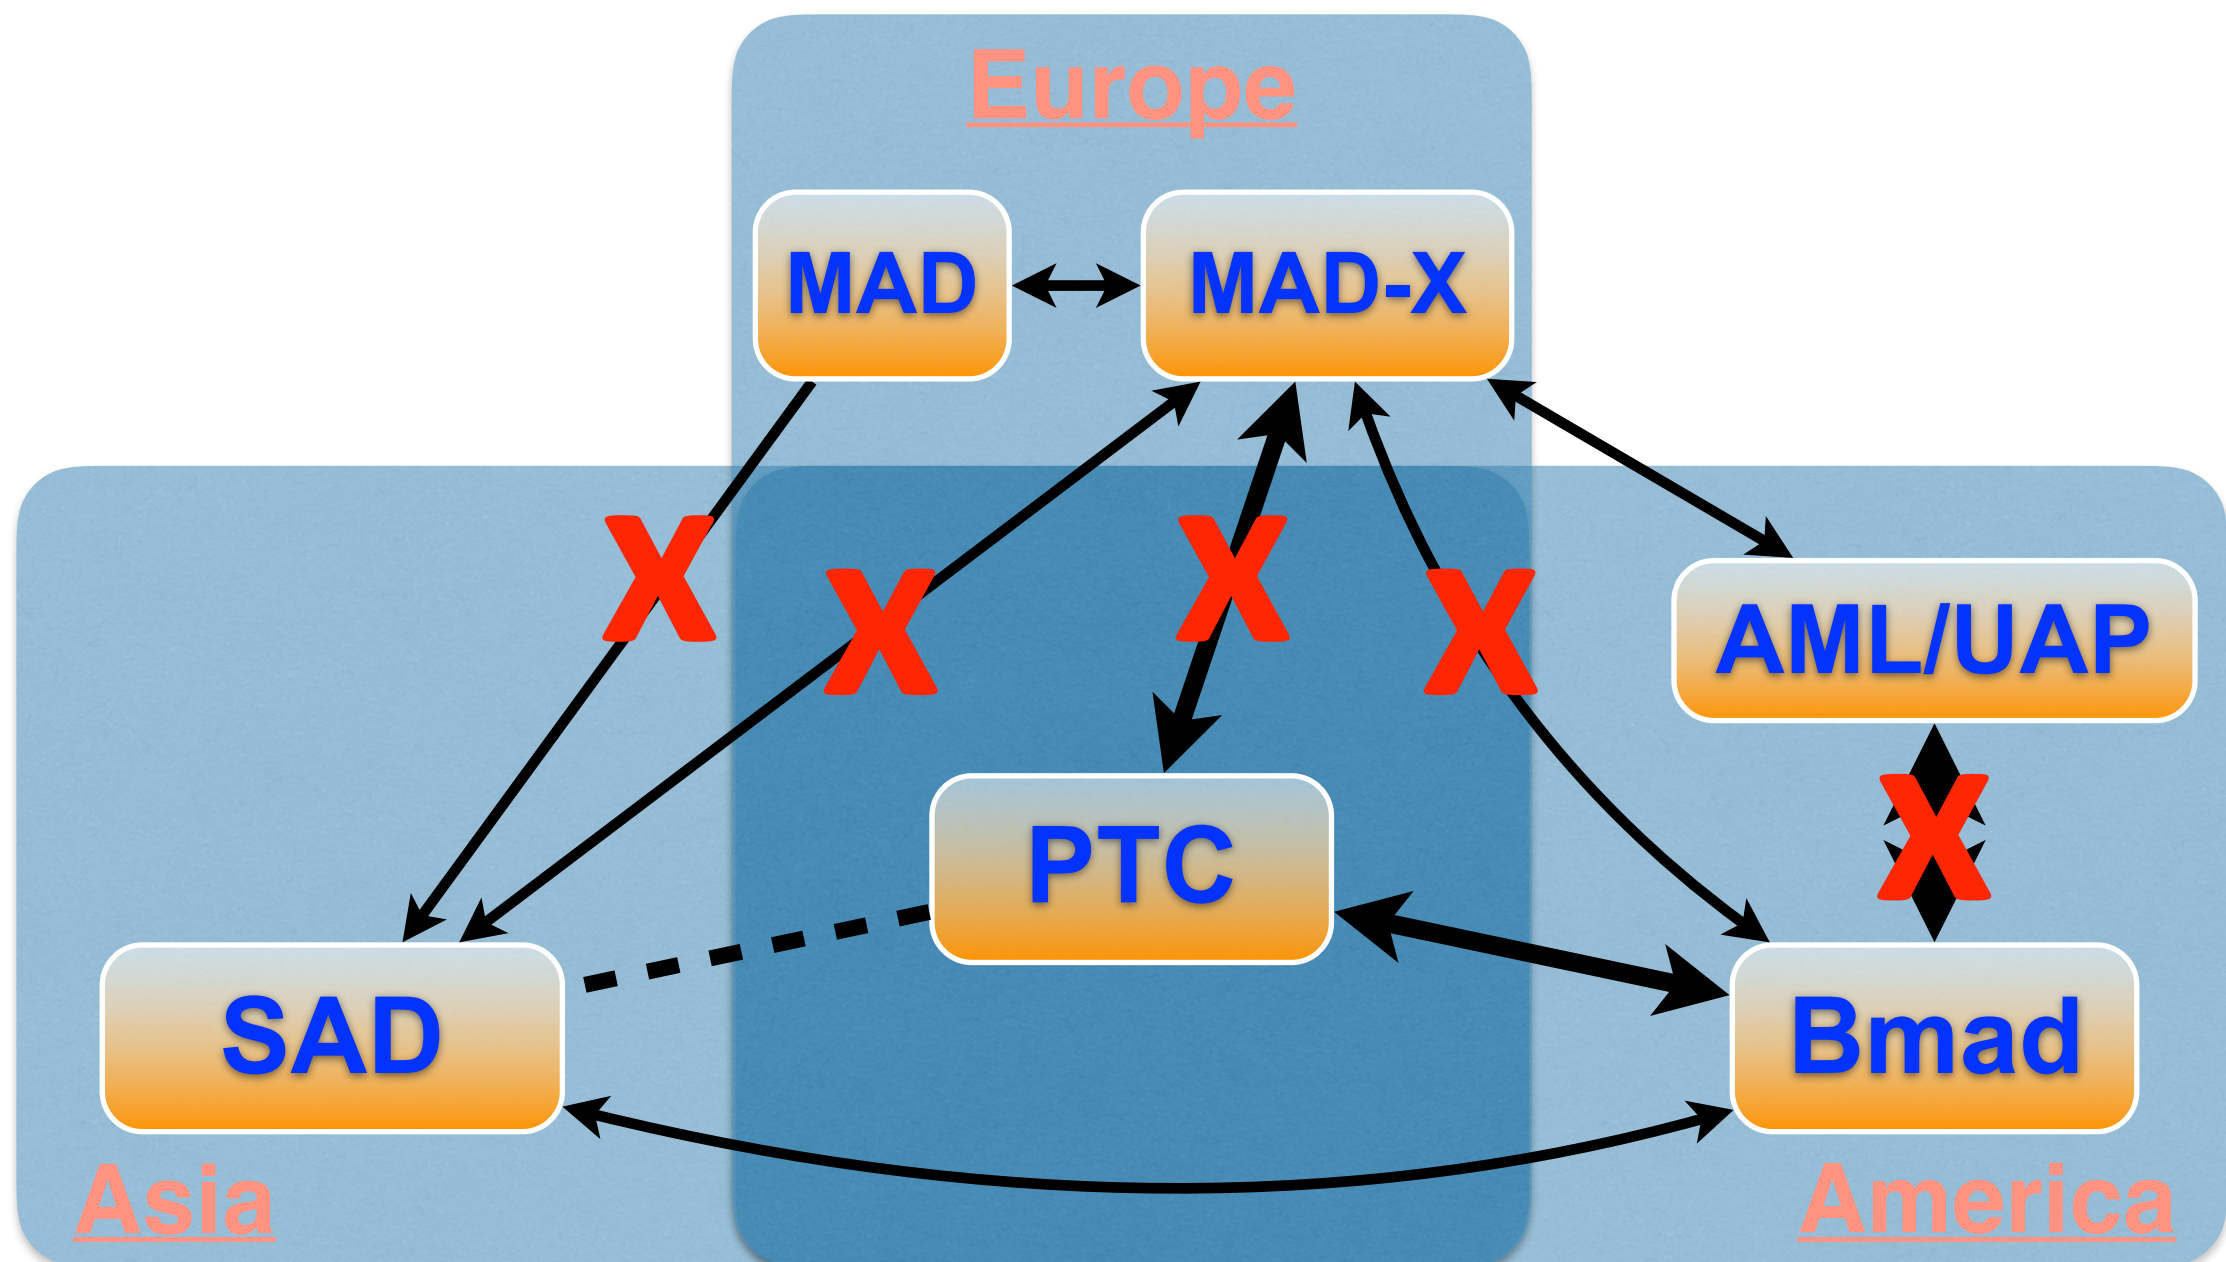 Europe
MAD
MAD-X
X
X
X
X
AML/UAP
X
PTC
SAD
Bmad
Asia
America